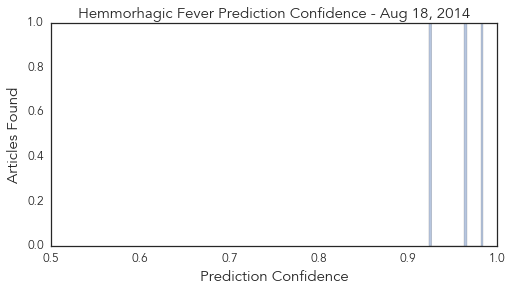 Hemmorhagic Fever Prediction Confidence - Aug 18, 2014
1.0
0.8
0.6
0.4
0.2
0.0
Articles Found
0.5 0.6 0.7 0.8 0.9 1.0
Prediction Confidence